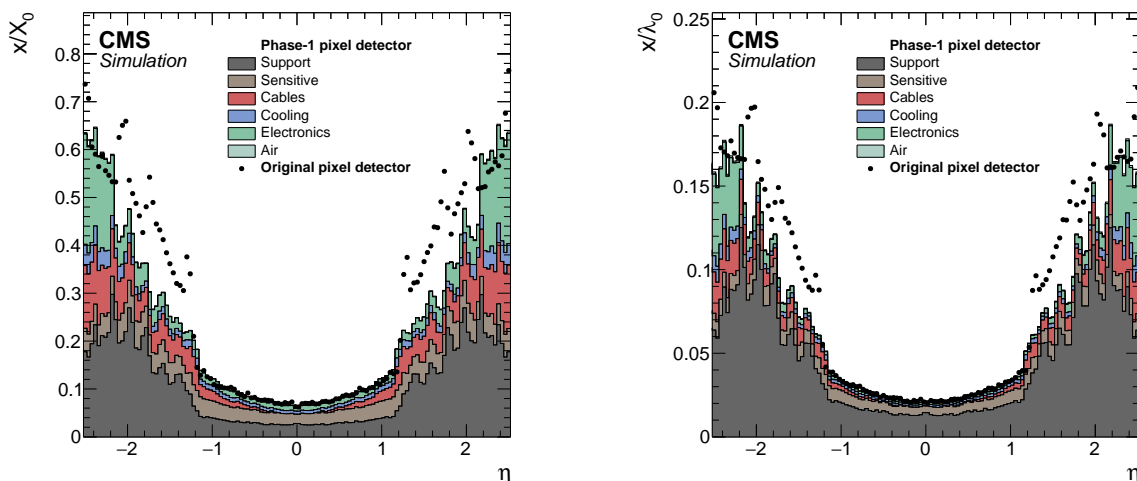 x/X₀
CMS
Simulation
Phase-1 pixel detector
Support
Sensitive
Cables
Cooling
Electronics
Air
Original pixel detector
0.8
0.7
0.6
0.5
0.4
0.3
0.2
0.1
0
−2 −1 0 1 2
η
x/λ₀
CMS
Simulation
Phase-1 pixel detector
Support
Sensitive
Cables
Cooling
Electronics
Air
Original pixel detector
0.25
0.2
0.15
0.1
0.05
0
−2 −1 0 1 2
η